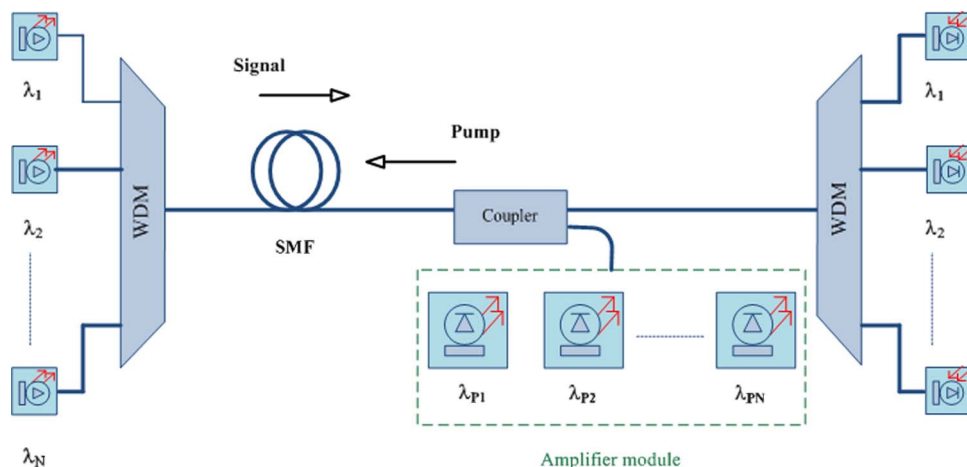 λ1
λ2
λN
WDM
Signal
Pump
SMF
Coupler
λP1
λP2
λPN
Amplifier module
WDM
λ1
λ2